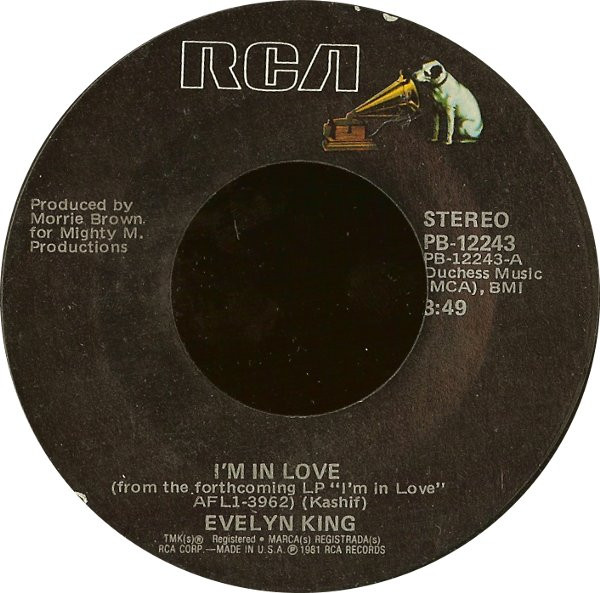 RCA
Produced by
Morrie Brown
for Mighty M.
Productions
STEREO
PB-12243
PB-12243-A
Duchess Music
(MCA), BMI
3:49
I'M IN LOVE
(from the forthcoming LP "I'm in Love"
AFL1-3962) (Kashif)
EVELYN KING
TMK(s)® Registered • MARCA(s) REGISTRADA(S)
RCA CORP.—MADE IN U.S.A. ℗ 1981 RCA RECORDS